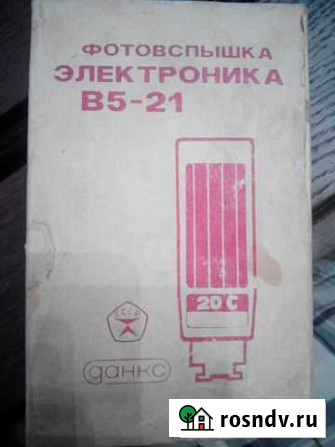 ФОТОВСПЫШКА
ЭЛЕКТРОНИКА
В5-21
20 С
СССР
данкс
rosndv.ru